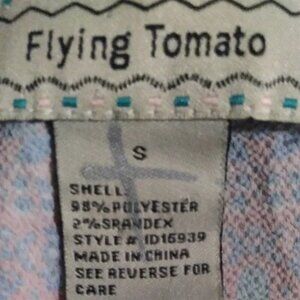 Flying Tomato
S
SHELL
98%POLYESTER
2%SPANDEX
STYLE # ID16939
MADE IN CHINA
SEE REVERSE FOR
CARE